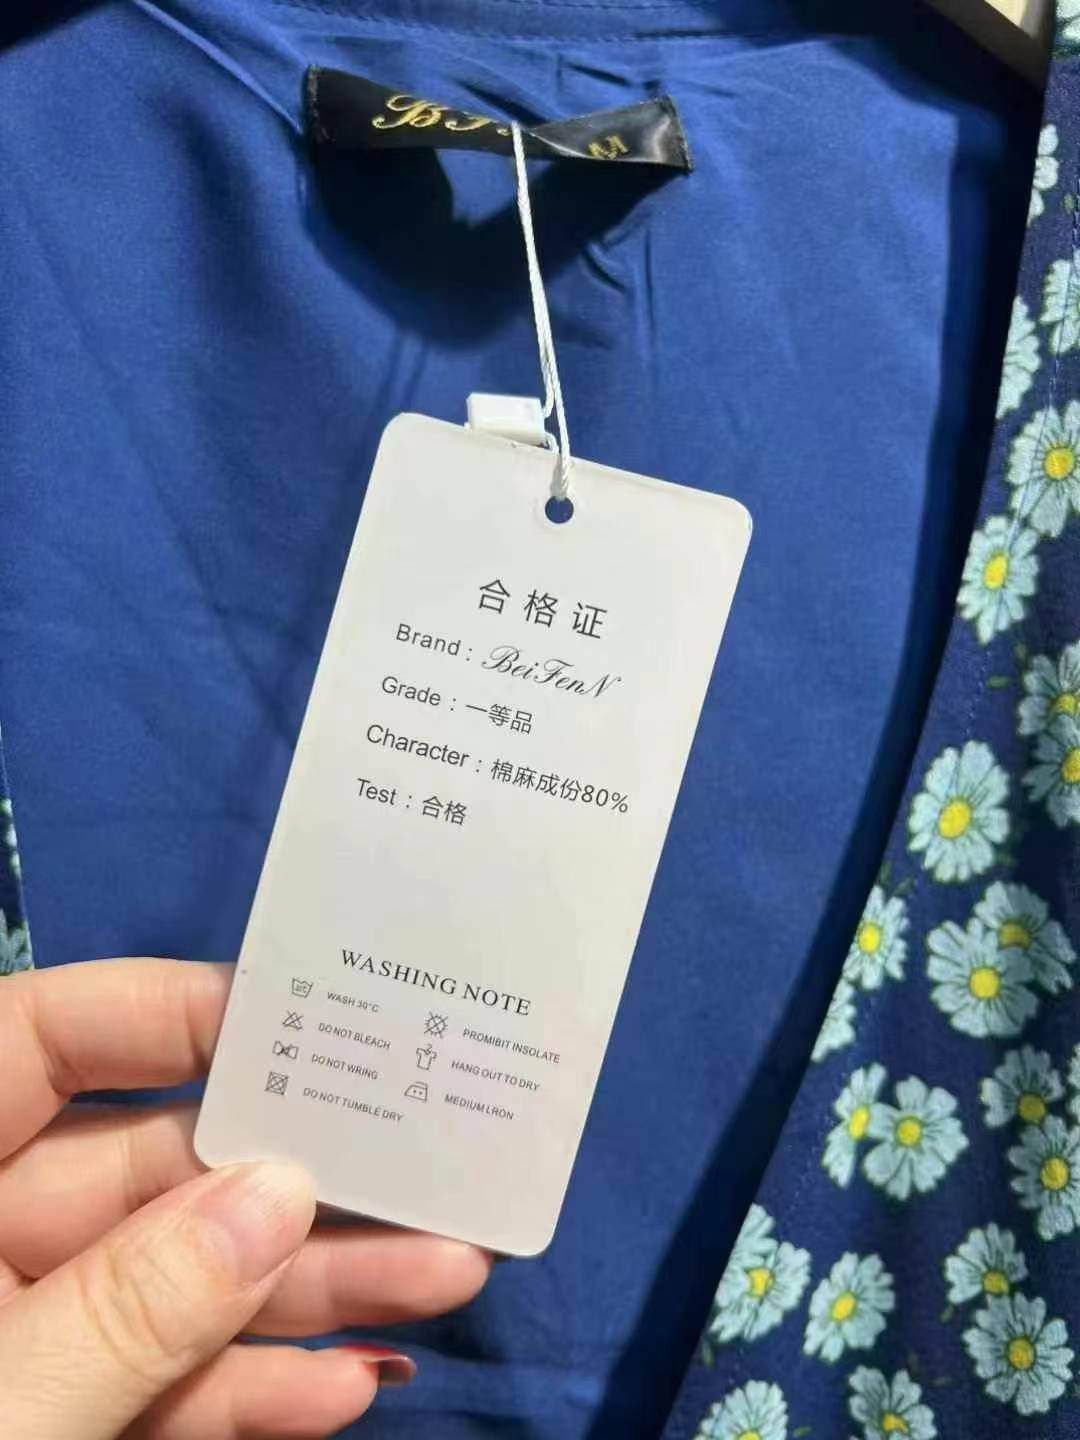 M
合格证
Brand : BeiFenN
Grade : 一等品
Character : 棉麻成份80%
Test : 合格
WASHING NOTE
WASH 30°C
DO NOT BLEACH
DO NOT WRING
DO NOT TUMBLE DRY
PROMIBIT INSOLATE
HANG OUT TO DRY
MEDIUM LRON